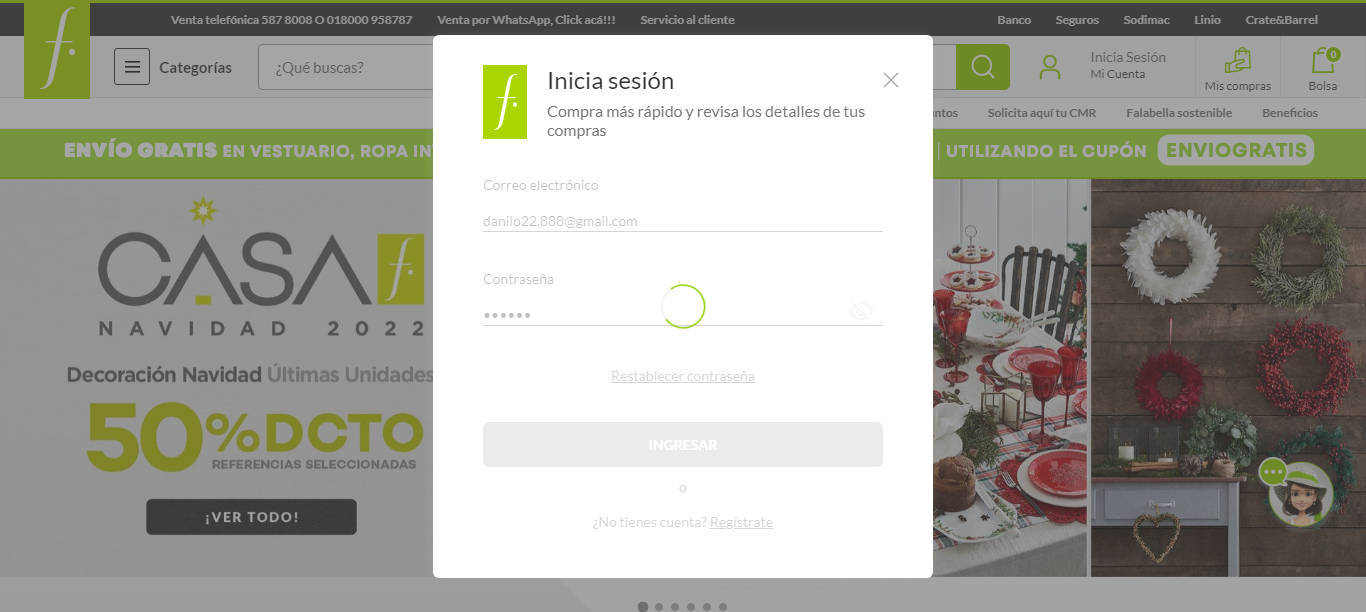 Venta telefónica 587 8008 O 018000 958787 Venta por WhatsApp, Click acá!!! Servicio al cliente Banco Seguros Sodimac Linio Crate&Barrel
f.
Categorías
¿Qué buscas?
Inicia Sesión
Mi Cuenta
Mis compras
0
Bolsa
Solicita aquí tu CMR Falabella sostenible Beneficios
ENVÍO GRATIS EN VESTUARIO, ROPA
UTILIZANDO EL CUPÓN ENVIOGRATIS
CASA f.
NAVIDAD 2022
Decoración Navidad Últimas Unidades
50% DCTO
REFERENCIAS SELECCIONADAS
¡VER TODO!
f.
Inicia sesión
Compra más rápido y revisa los detalles de tus
compras
Correo electrónico
danilo22.888@gmail.com
Contraseña
••••••
Restablecer contraseña
INGRESAR
o
¿No tienes cuenta? Regístrate